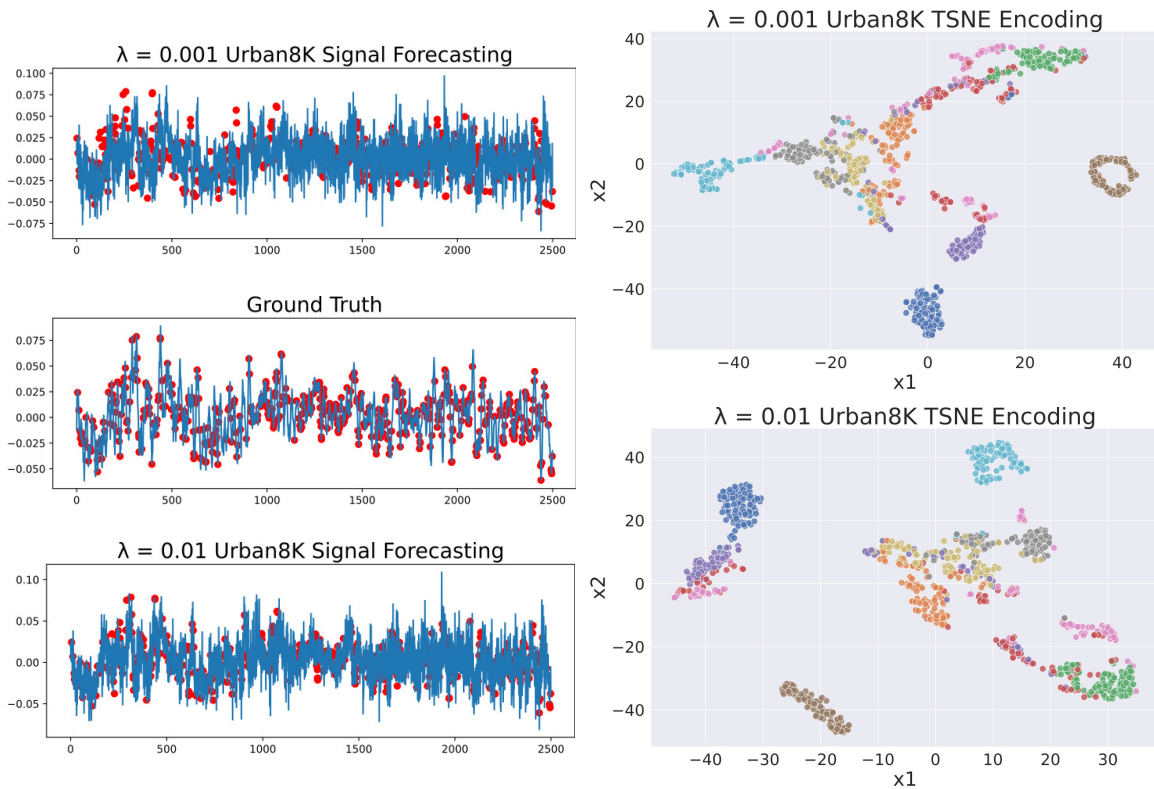 λ = 0.001 Urban8K Signal Forecasting
0.100
0.075
0.050
0.025
0.000
−0.025
−0.050
−0.075
0 500 1000 1500 2000 2500
Ground Truth
0.075
0.050
0.025
0.000
−0.025
−0.050
0 500 1000 1500 2000 2500
λ = 0.01 Urban8K Signal Forecasting
0.10
0.05
0.00
−0.05
0 500 1000 1500 2000 2500
λ = 0.001 Urban8K TSNE Encoding
40
20
0
−20
−40
x2
−40 −20 0 20 40
x1
λ = 0.01 Urban8K TSNE Encoding
40
20
0
−20
−40
x2
−40 −30 −20 −10 0 10 20 30
x1